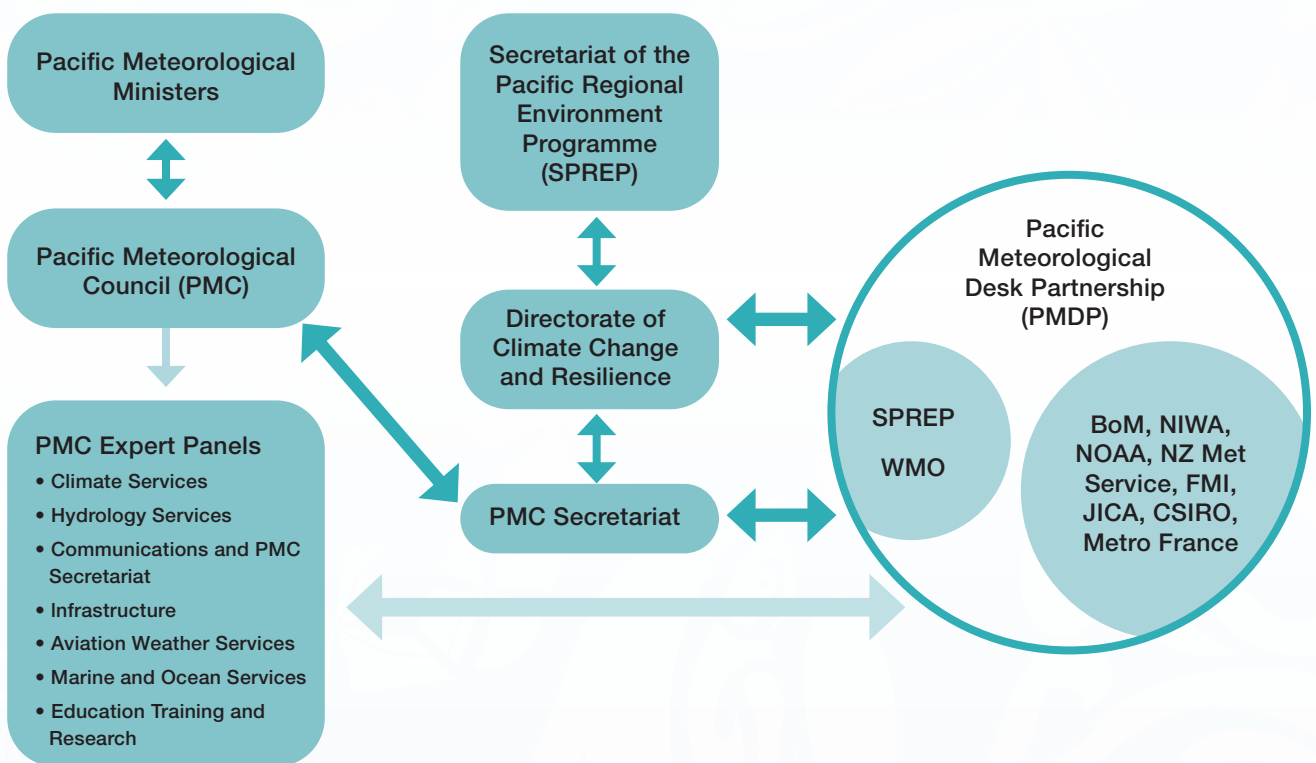 Pacific Meteorological
Ministers
Pacific Meteorological
Council (PMC)
PMC Expert Panels
• Climate Services
• Hydrology Services
• Communications and PMC
Secretariat
• Infrastructure
• Aviation Weather Services
• Marine and Ocean Services
• Education Training and
Research
Secretariat of the
Pacific Regional
Environment
Programme
(SPREP)
Directorate of
Climate Change
and Resilience
PMC Secretariat
Pacific
Meteorological
Desk Partnership
(PMDP)
SPREP
WMO
BoM, NIWA,
NOAA, NZ Met
Service, FMI,
JICA, CSIRO,
Metro France